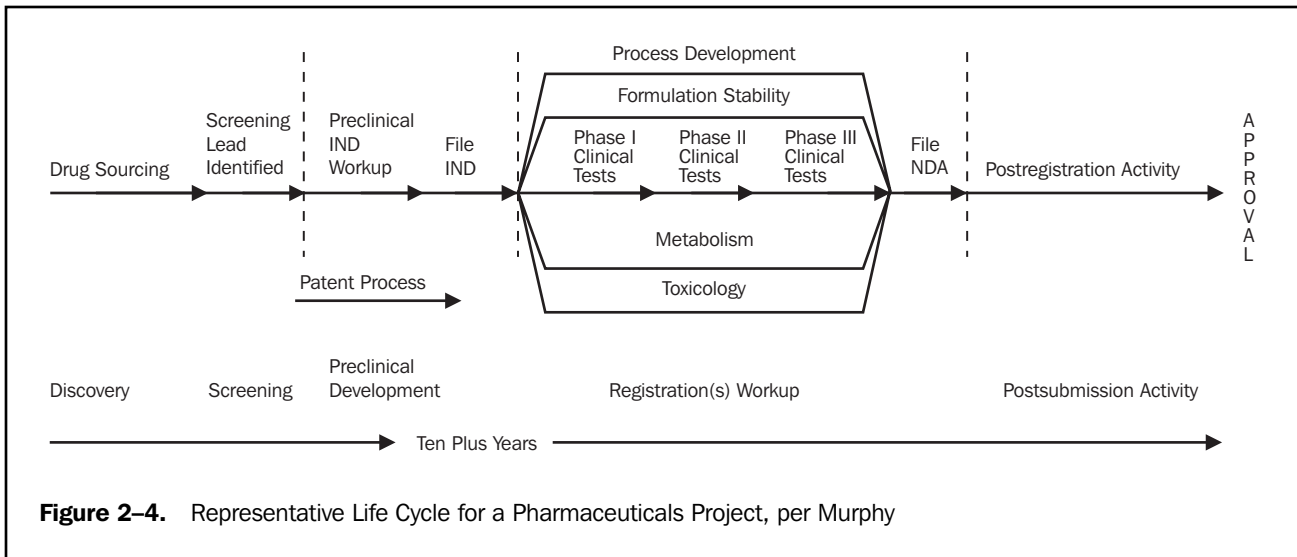 Process Development
Formulation Stability
Drug Sourcing
Screening
Lead
Identified
Preclinical
IND
Workup
File
IND
Phase I
Clinical
Tests
Phase II
Clinical
Tests
Phase III
Clinical
Tests
File
NDA
Postregistration Activity
A
P
P
R
O
V
A
L
Metabolism
Toxicology
Patent Process
Discovery
Screening
Preclinical
Development
Registration(s) Workup
Postsubmission Activity
Ten Plus Years
Figure 2–4. Representative Life Cycle for a Pharmaceuticals Project, per Murphy